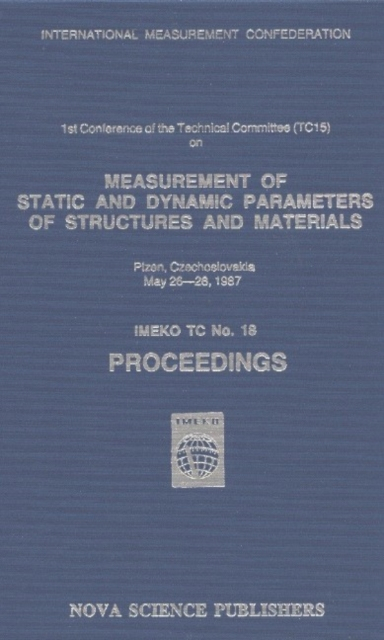 INTERNATIONAL MEASUREMENT CONFEDERATION
1st Conference of the Technical Committee (TC15)
on
MEASUREMENT OF
STATIC AND DYNAMIC PARAMETERS
OF STRUCTURES AND MATERIALS
Plzen, Czechoslovakia
May 26—28, 1987
IMEKO TC No. 18
PROCEEDINGS
IMEKO
NOVA SCIENCE PUBLISHERS